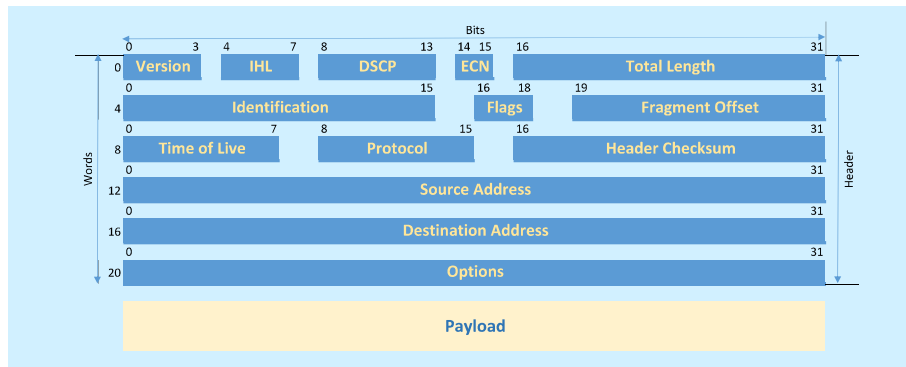 Bits
0 3 4 7 8 13 14 15 16 31
0 Version IHL DSCP ECN Total Length
0 15 16 18 19 31
4 Identification Flags Fragment Offset
0 7 8 15 16 31
8 Time of Live Protocol Header Checksum
0 31
12 Source Address
0 31
16 Destination Address
0 31
20 Options
Words
Header
Payload